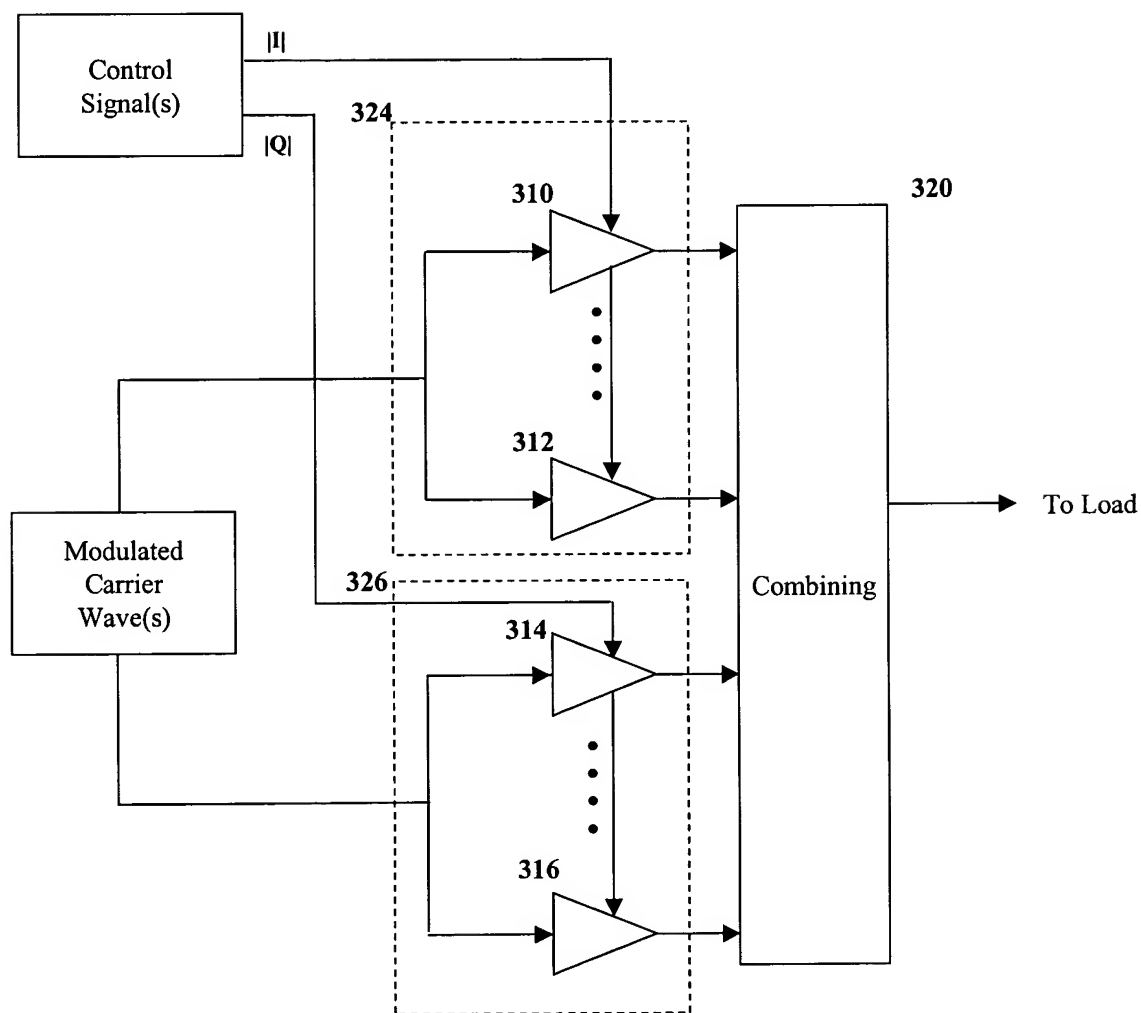 |I|
Control
Signal(s)
324
|Q|
310
320
312
To Load
Modulated
Carrier
Wave(s)
326
Combining
314
316